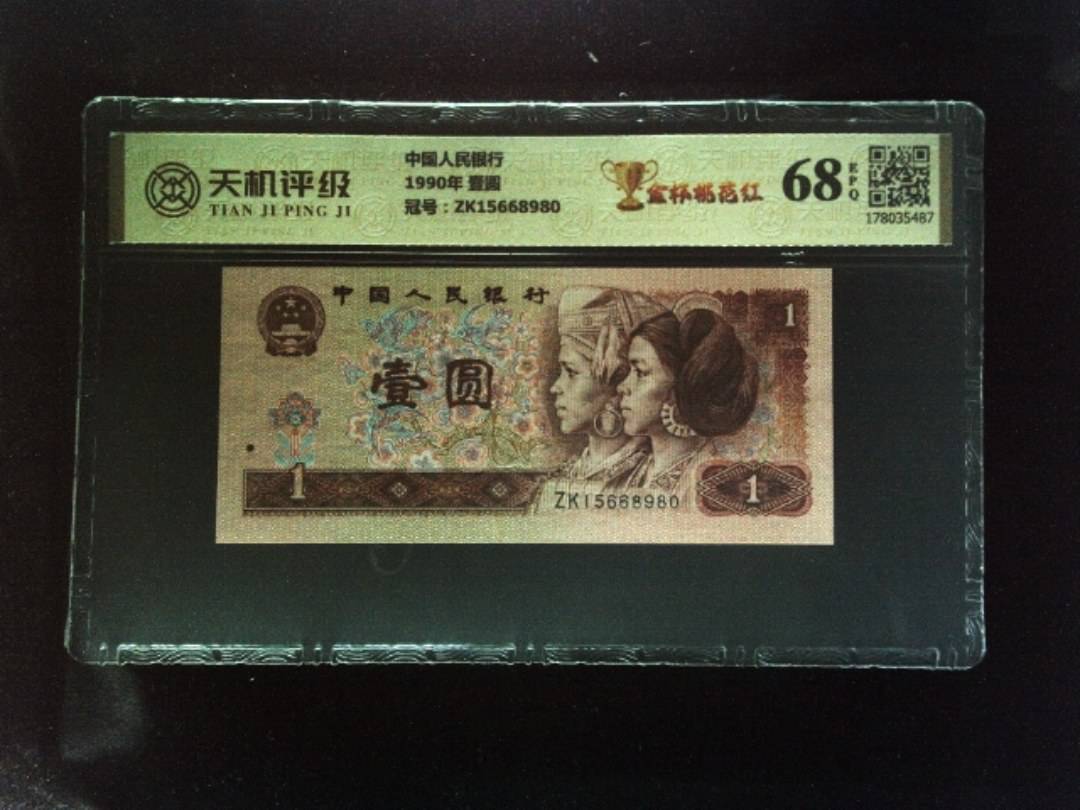 天机评级
TIAN JI PING JI
中国人民银行
1990年 壹圆
冠号：ZK15668980
金杯桃花红
68
EPQ
178035487
中国人民银行
壹圆
1
1
1
ZK15668980